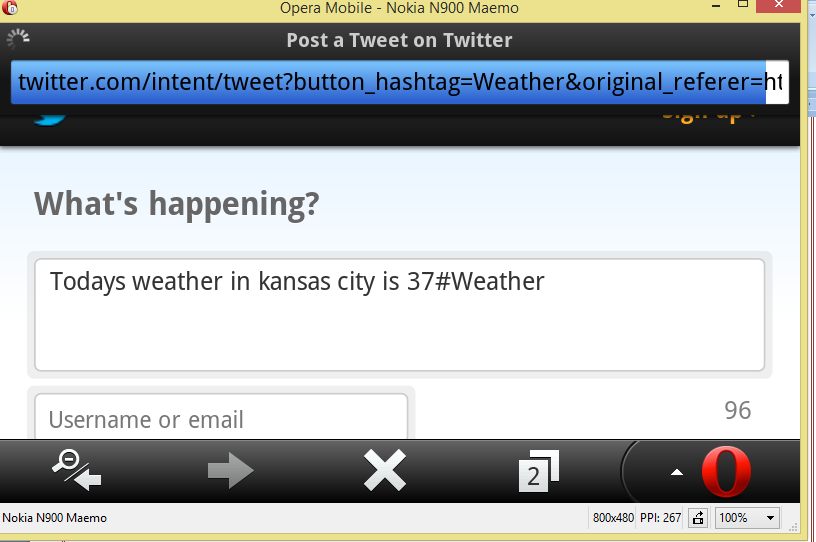 Opera Mobile - Nokia N900 Maemo
Post a Tweet on Twitter
twitter.com/intent/tweet?button_hashtag=Weather&original_referer=ht
Sign up
What's happening?
Todays weather in kansas city is 37#Weather
Username or email
96
2
Nokia N900 Maemo
800x480
PPI: 267
100%